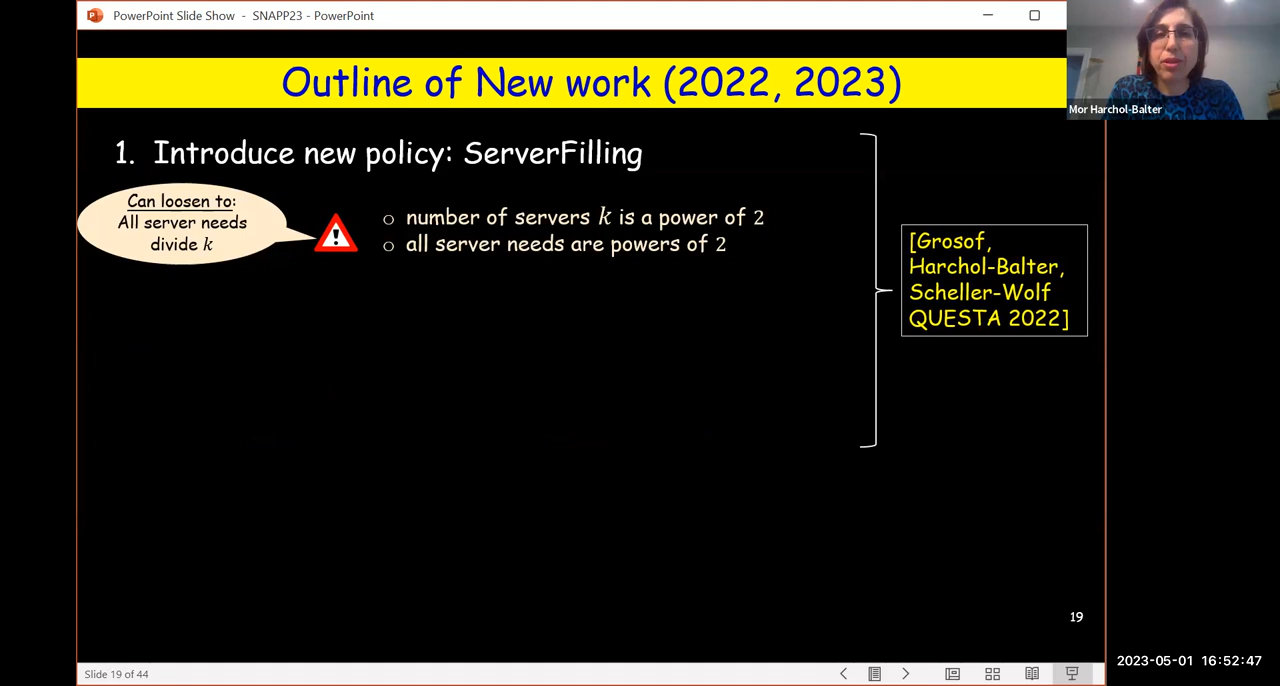 PowerPoint Slide Show - SNAPP23 - PowerPoint
Mor Harchol-Balter
Outline of New work (2022, 2023)
1. Introduce new policy: ServerFilling
Can loosen to:
All server needs
divide k
o number of servers k is a power of 2
o all server needs are powers of 2
[Grosof,
Harchol-Balter,
Scheller-Wolf
QUESTA 2022]
19
Slide 19 of 44
2023-05-01 16:52:47